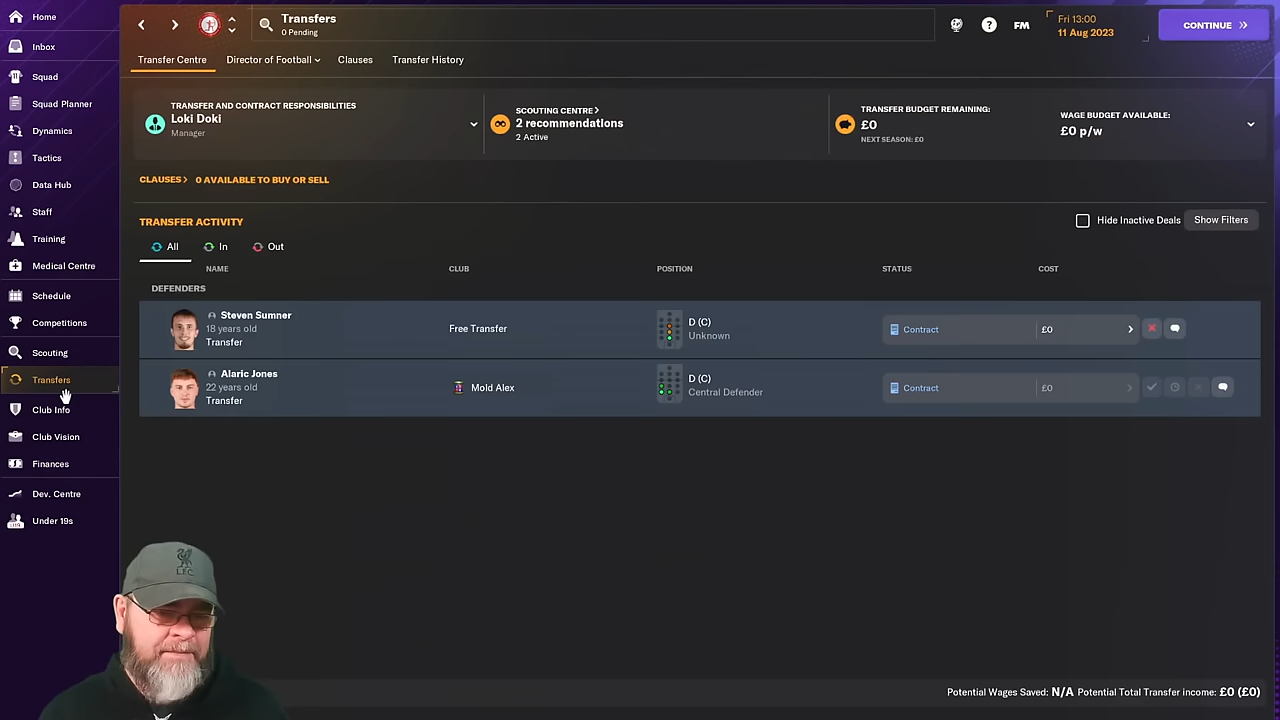 Home
Inbox
Squad
Squad Planner
Dynamics
Tactics
Data Hub
Staff
Training
Medical Centre
Schedule
Competitions
Scouting
Transfers
Club Info
Club Vision
Finances
Dev. Centre
Under 19s
Transfers
0 Pending
FM
Fri 13:00
11 Aug 2023
CONTINUE
Transfer Centre Director of Football Clauses Transfer History
TRANSFER AND CONTRACT RESPONSIBILITIES
Loki Doki
Manager
SCOUTING CENTRE
2 recommendations
2 Active
TRANSFER BUDGET REMAINING:
£0
NEXT SEASON: £0
WAGE BUDGET AVAILABLE:
£0 p/w
CLAUSES 0 AVAILABLE TO BUY OR SELL
TRANSFER ACTIVITY
Hide Inactive Deals Show Filters
All In Out
NAME CLUB POSITION STATUS COST
DEFENDERS
Steven Sumner
18 years old
Transfer
Free Transfer
D (C)
Unknown
Contract £0
Alaric Jones
22 years old
Transfer
Mold Alex
D (C)
Central Defender
Contract £0
L.F.C.
Potential Wages Saved: N/A Potential Total Transfer income: £0 (£0)